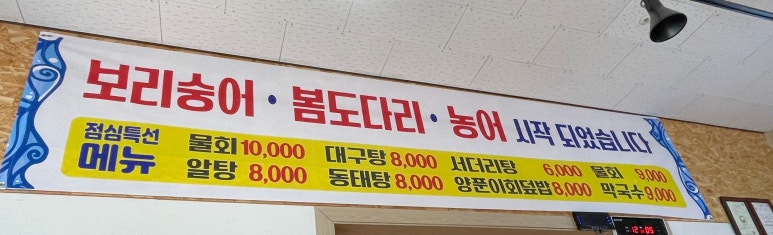 보리숭어·봄도다리·농어 시작 되었습니다
점심특선 메뉴
물회 10,000 대구탕 8,000 서더리탕 6,000 물회 9,000
알탕 8,000 동태탕 8,000 양푼이회덮밥 8,000 막국수 9,000
12:05